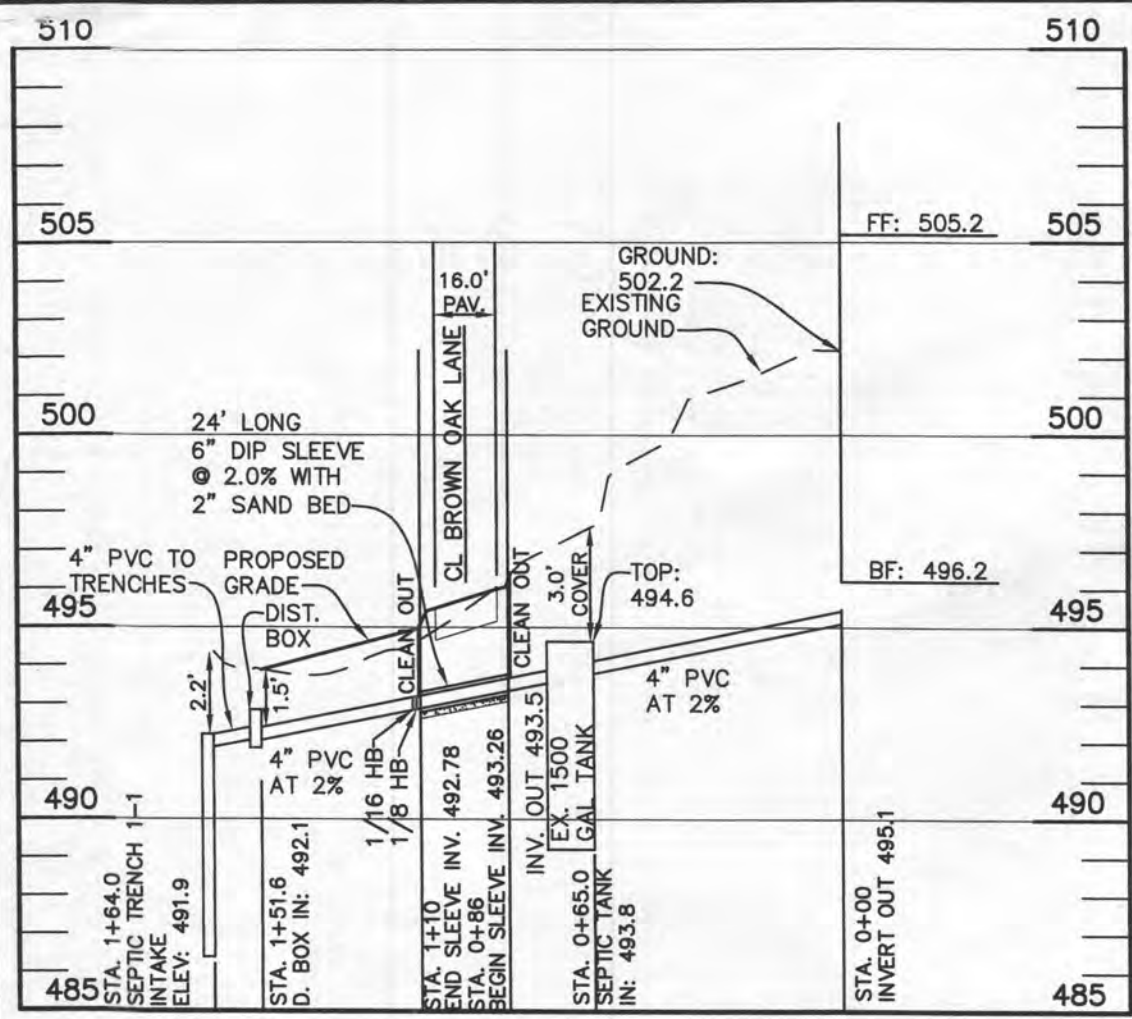 510
510
505
505
FF: 505.2
GROUND:
502.2
EXISTING
GROUND
16.0'
PAV.
CL BROWN OAK LANE
500
500
24' LONG
6" DIP SLEEVE
@ 2.0% WITH
2" SAND BED
4" PVC TO
TRENCHES
PROPOSED
GRADE
DIST.
BOX
CLEAN OUT
CLEAN OUT
3.0'
COVER
TOP:
494.6
BF: 496.2
495
495
2.2'
1.5'
4" PVC
AT 2%
4" PVC
AT 2%
1/16 HB
1/8 HB
INV. OUT 493.5
EX. 1500
GAL TANK
490
490
STA. 1+64.0
SEPTIC TRENCH 1-1
INTAKE
ELEV: 491.9
STA. 1+51.6
D. BOX IN: 492.1
STA. 1+10
END SLEEVE INV. 492.78
STA. 0+86
BEGIN SLEEVE INV. 493.26
STA. 0+65.0
SEPTIC TANK
IN: 493.8
STA. 0+00
INVERT OUT 495.1
485
485